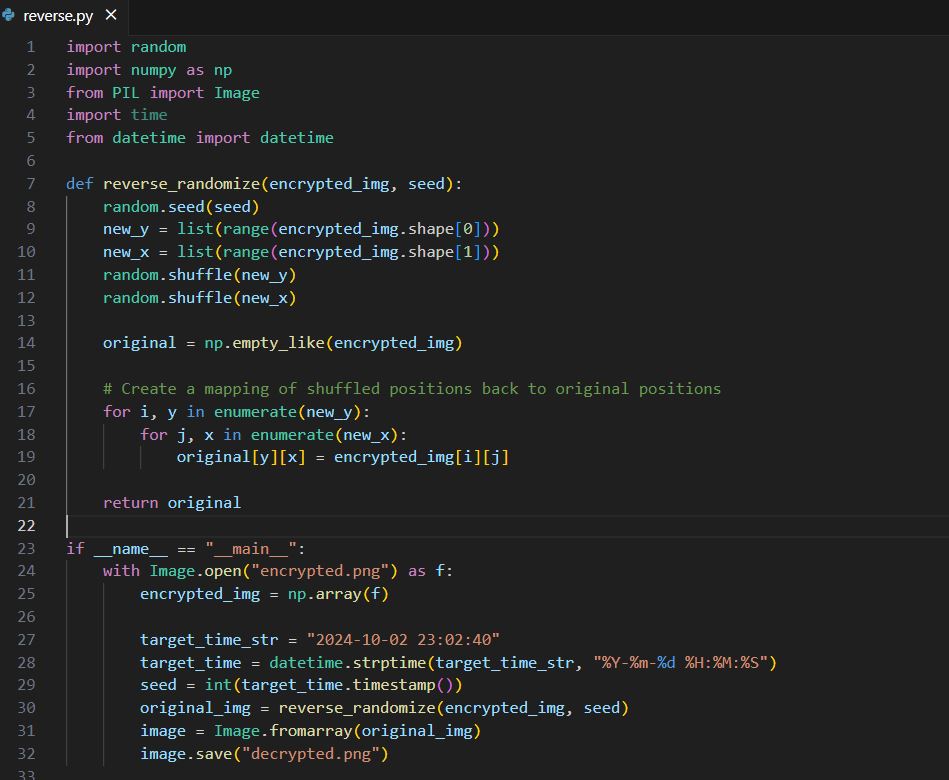 reverse.py
1 import random
2 import numpy as np
3 from PIL import Image
4 import time
5 from datetime import datetime
6
7 def reverse_randomize(encrypted_img, seed):
8     random.seed(seed)
9     new_y = list(range(encrypted_img.shape[0]))
10     new_x = list(range(encrypted_img.shape[1]))
11     random.shuffle(new_y)
12     random.shuffle(new_x)
13
14     original = np.empty_like(encrypted_img)
15
16     # Create a mapping of shuffled positions back to original positions
17     for i, y in enumerate(new_y):
18         for j, x in enumerate(new_x):
19             original[y][x] = encrypted_img[i][j]
20
21     return original
22
23 if __name__ == "__main__":
24     with Image.open("encrypted.png") as f:
25         encrypted_img = np.array(f)
26
27         target_time_str = "2024-10-02 23:02:40"
28         target_time = datetime.strptime(target_time_str, "%Y-%m-%d %H:%M:%S")
29         seed = int(target_time.timestamp())
30         original_img = reverse_randomize(encrypted_img, seed)
31         image = Image.fromarray(original_img)
32         image.save("decrypted.png")
33